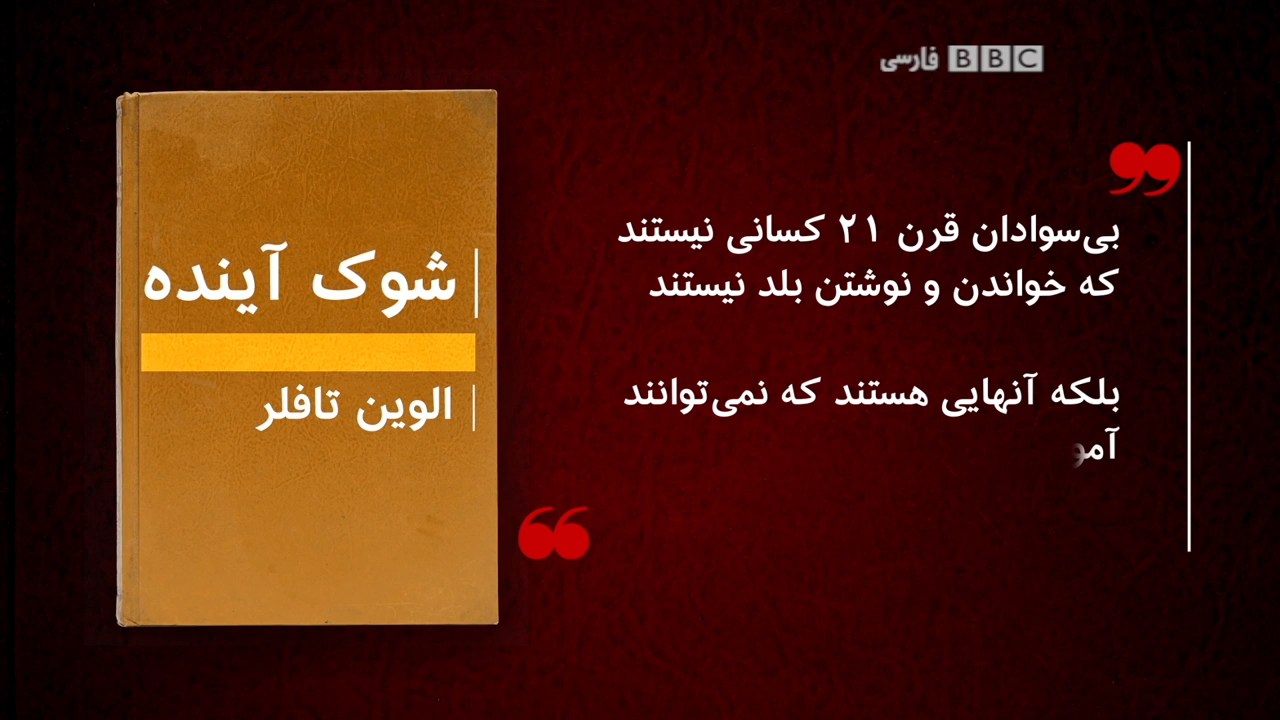 BBC فارسی
بی‌سوادان قرن ۲۱ کسانی نیستند
که خواندن و نوشتن بلد نیستند
بلکه آنهایی هستند که نمی‌توانند
آمو
شوک آینده
الوین تافلر